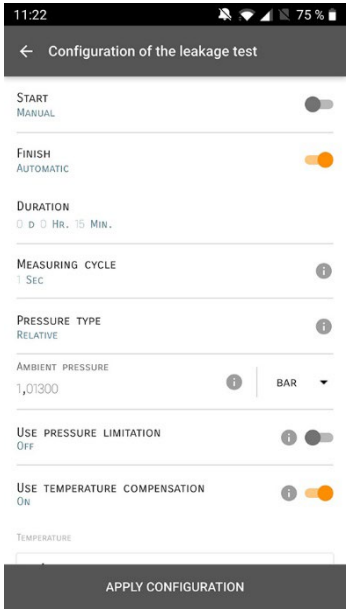 11:22 75 %
Configuration of the leakage test
START
MANUAL
FINISH
AUTOMATIC
DURATION
0 D 0 HR. 15 MIN.
MEASURING CYCLE
1 SEC
PRESSURE TYPE
RELATIVE
AMBIENT PRESSURE
1,01300 BAR
USE PRESSURE LIMITATION
OFF
USE TEMPERATURE COMPENSATION
ON
TEMPERATURE
APPLY CONFIGURATION